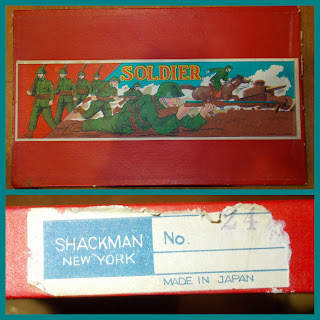 SOLDIER
SHACKMAN
NEW YORK
No.
MADE IN JAPAN